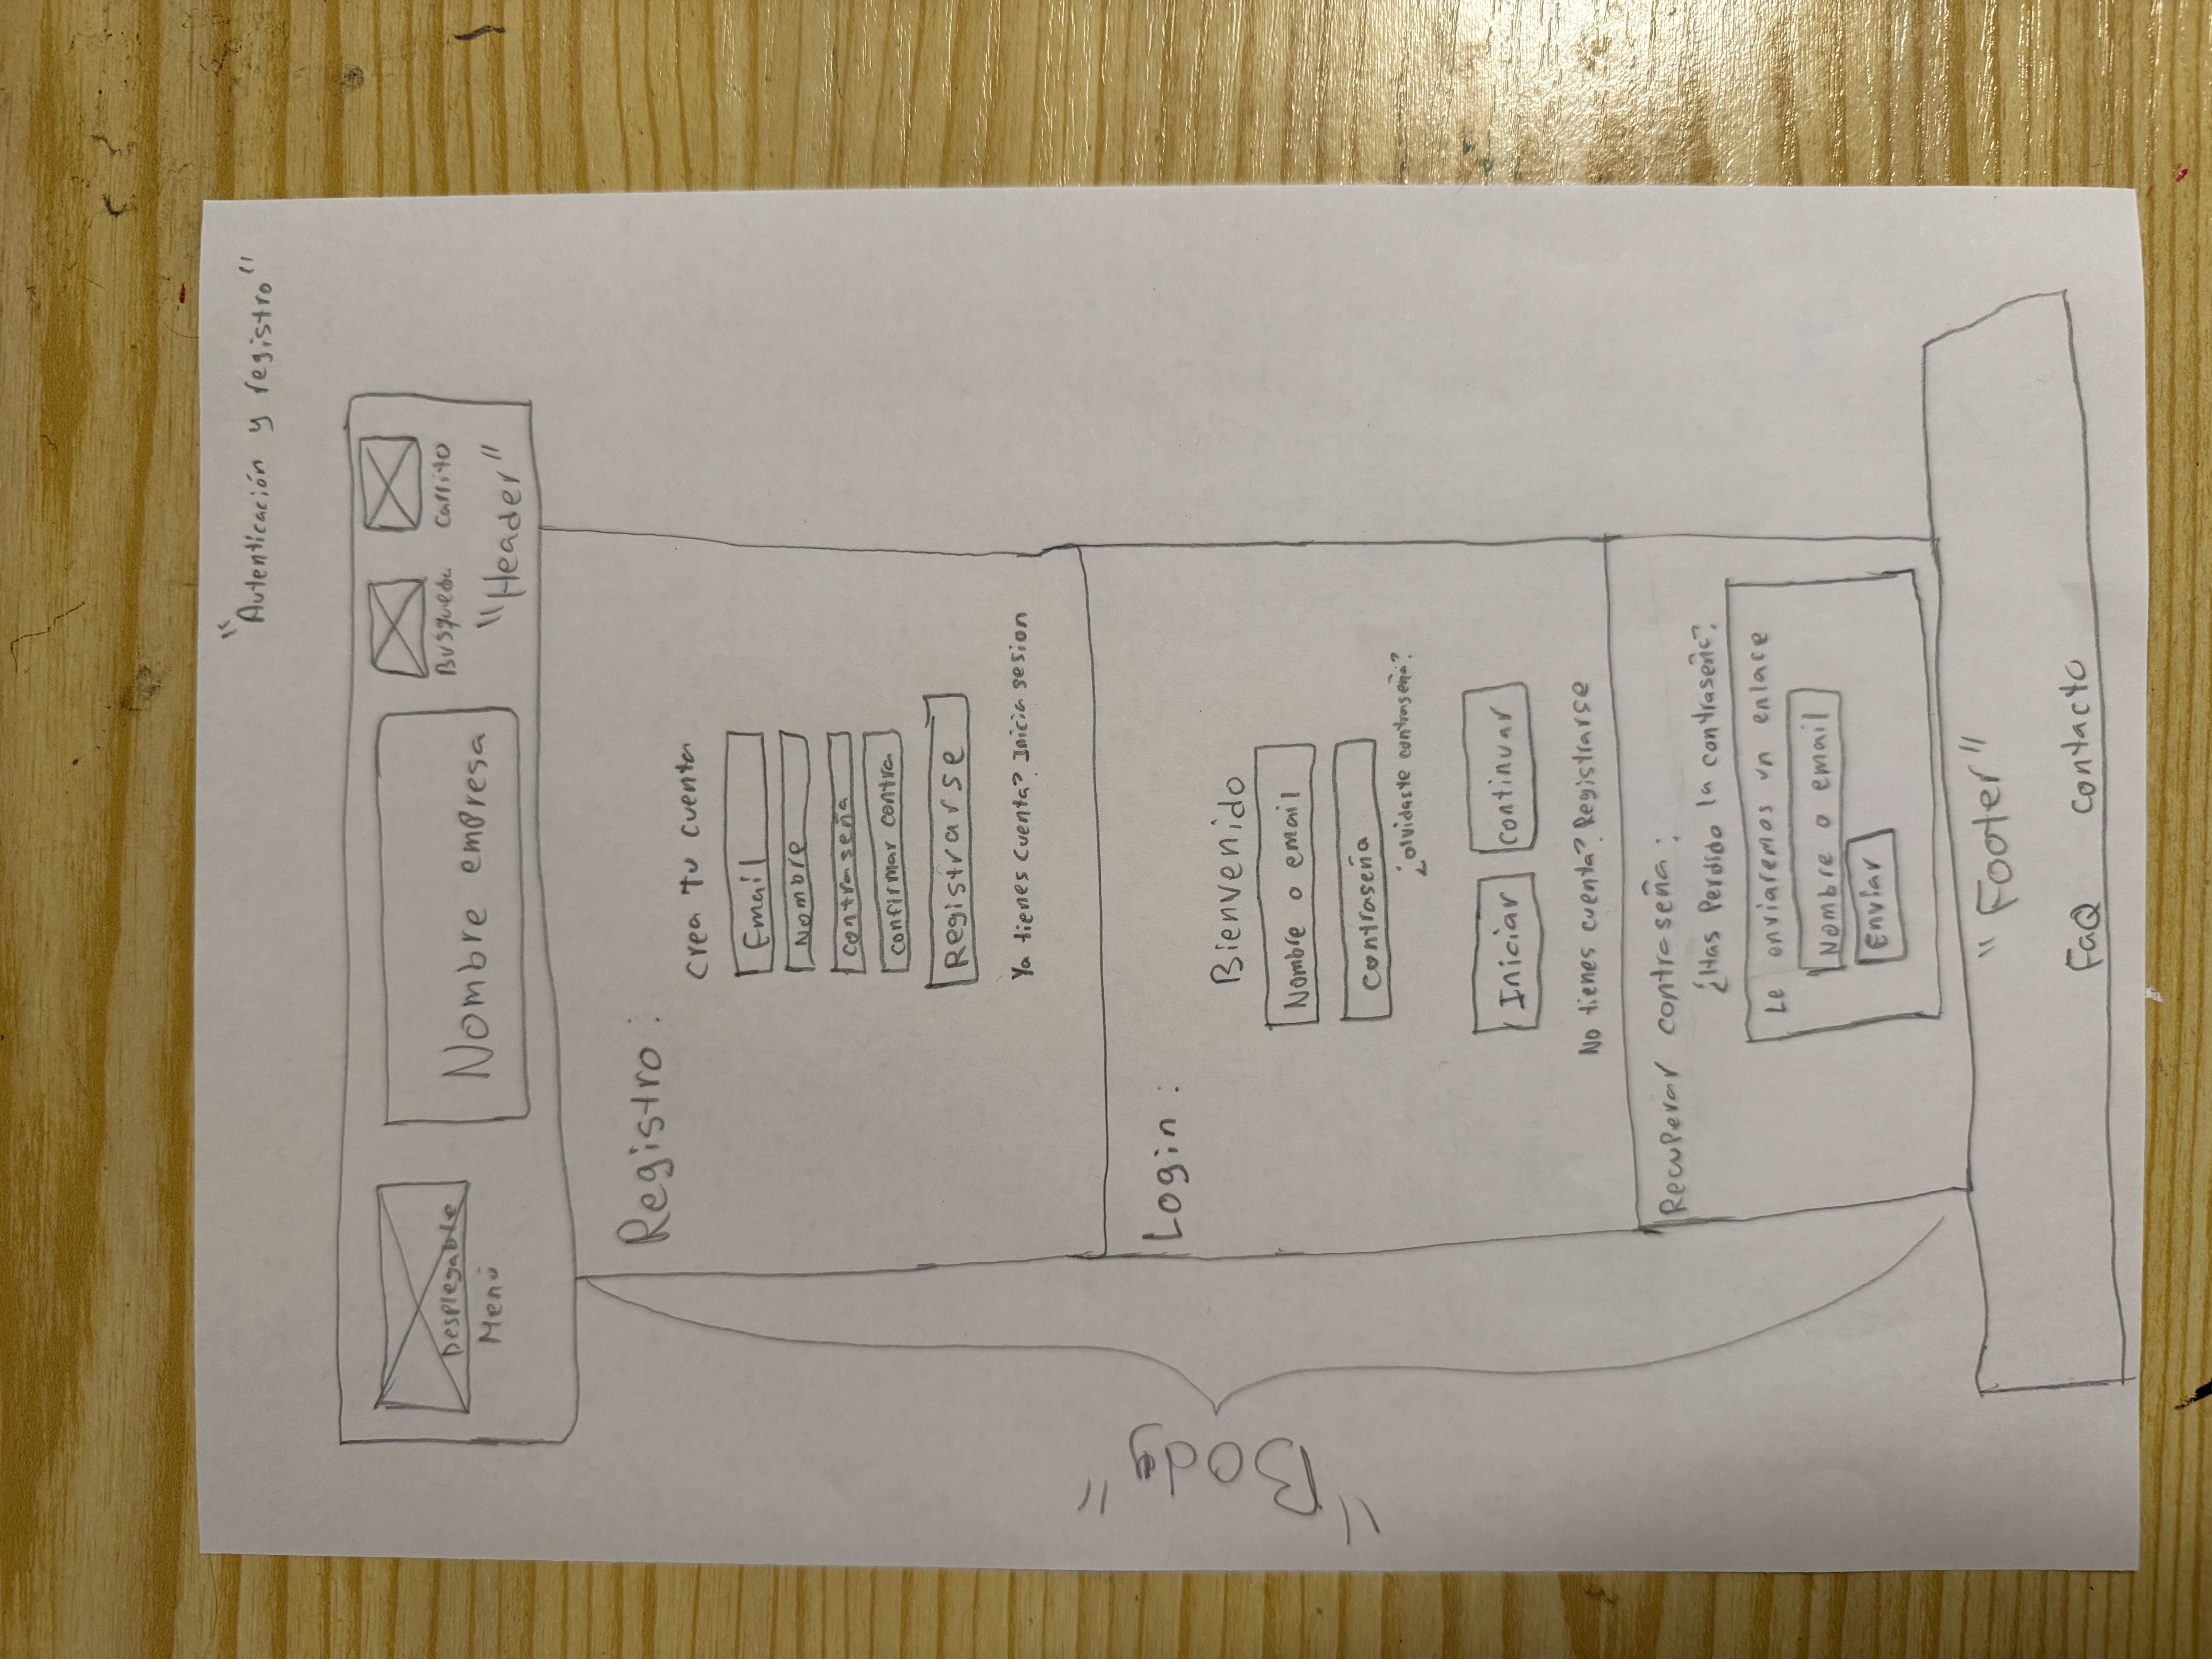 "Autenticación y registro"
Desplegable
Menú
Nombre empresa
Busqueda
Carrito
"Header"
Registro:
Crea tu cuenta
Email
Nombre
contraseña
confirmar contra
Registrarse
Ya tienes cuenta? Inicia sesion
"Body"
Login:
Bienvenido
Nombre o email
Contraseña
¿olvidaste contraseña?
Iniciar
continuar
No tienes cuenta? Registrarse
Recuperar contraseña:
¿Has Perdido la contraseña?
Le enviaremos un enlace
Nombre o email
Enviar
"Footer"
FaQ contacto